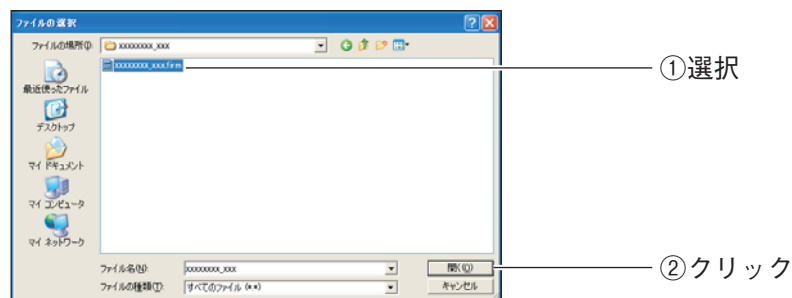 ファイルの選択
ファイルの場所(I):
xxxxxxxx_xxx
xxxxxxxx_xxx.firm
①選択
最近使ったファイル
デスクトップ
マイ ドキュメント
マイ コンピュータ
マイ ネットワーク
ファイル名(N):
xxxxxxxx_xxx
開く(O)
②クリック
ファイルの種類(T):
すべてのファイル (*.*)
キャンセル